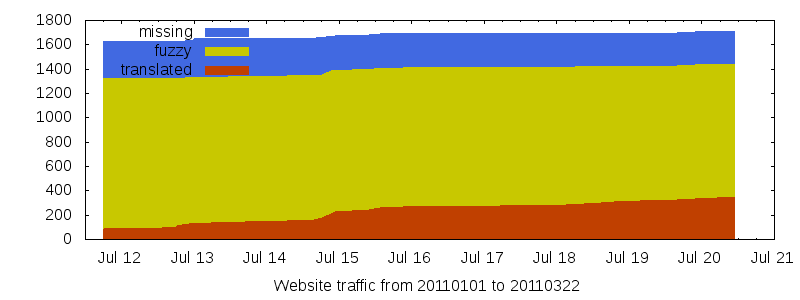 1800
1600
1400
1200
1000
800
600
400
200
0
missing
fuzzy
translated
Jul 12 Jul 13 Jul 14 Jul 15 Jul 16 Jul 17 Jul 18 Jul 19 Jul 20 Jul 21
Website traffic from 20110101 to 20110322